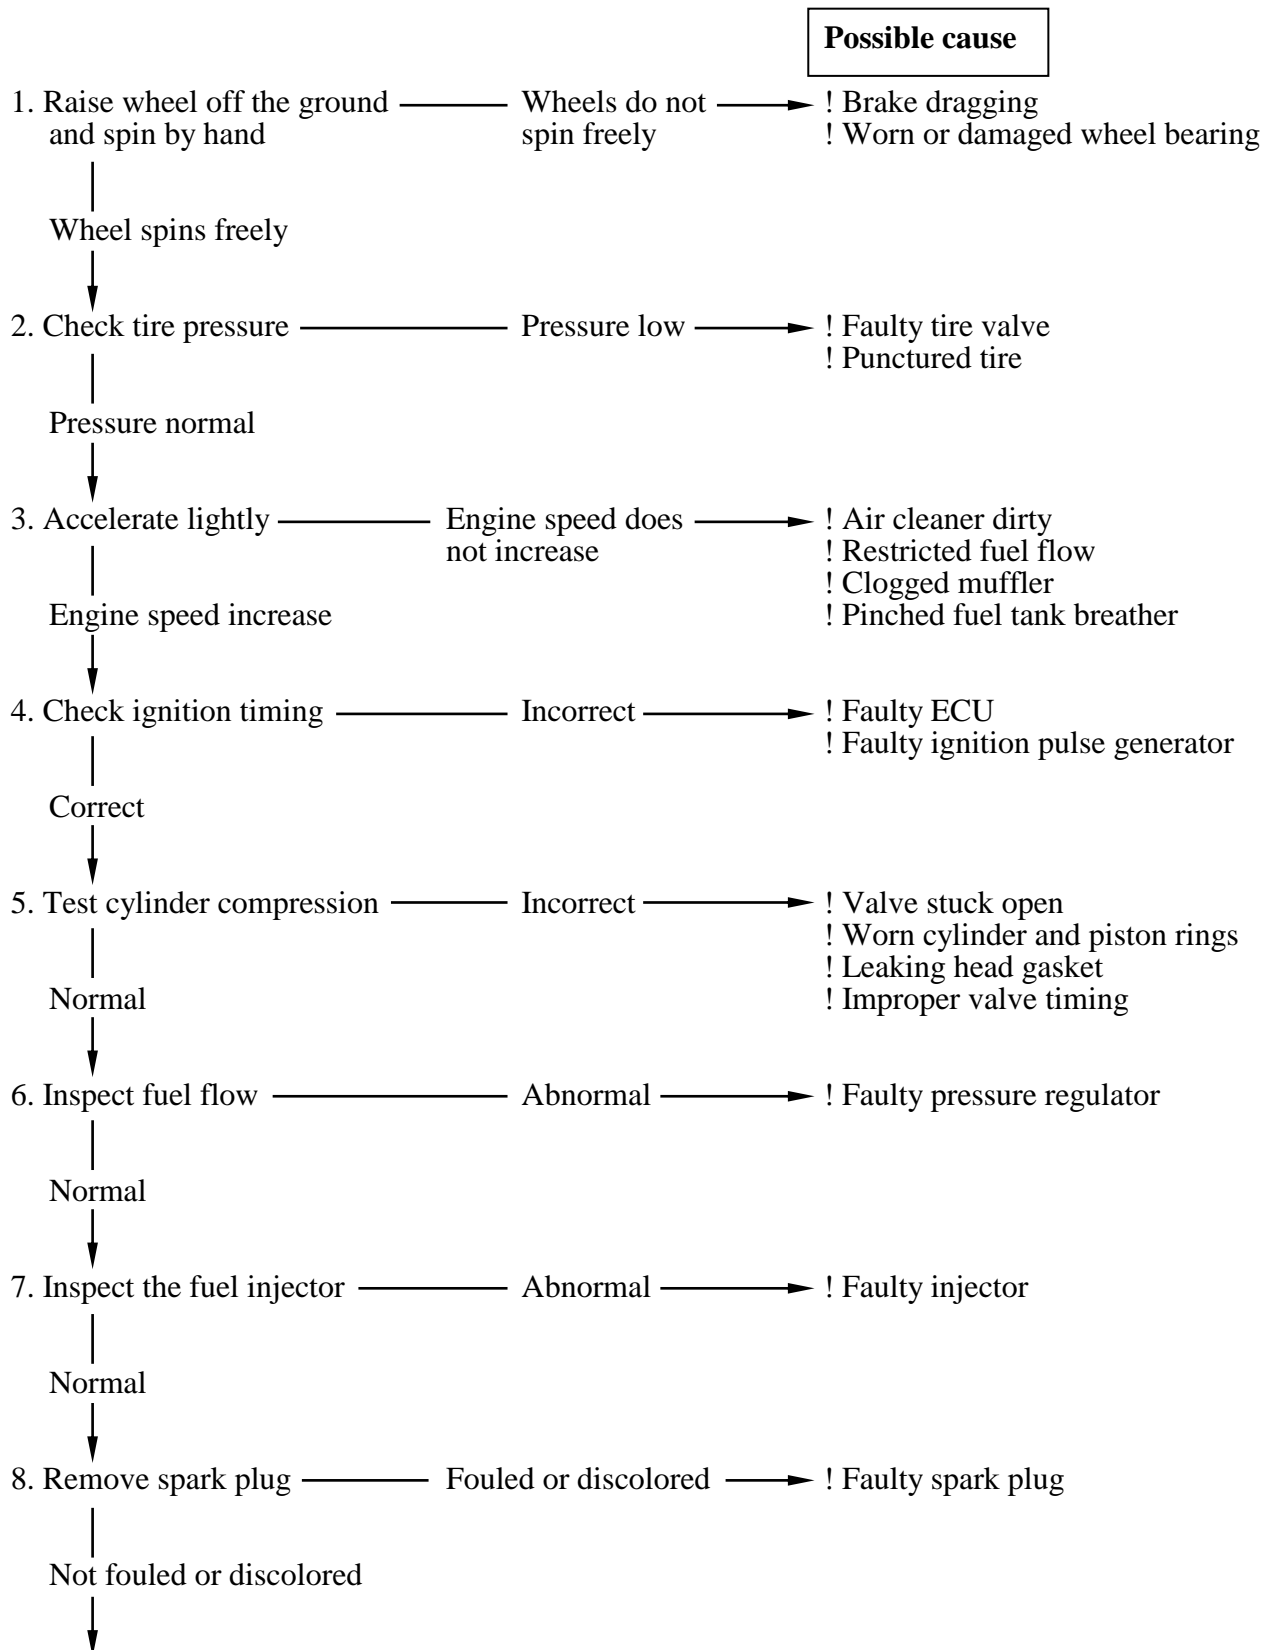 Possible cause
1. Raise wheel off the ground Wheels do not ! Brake dragging
and spin by hand spin freely ! Worn or damaged wheel bearing
Wheel spins freely
2. Check tire pressure Pressure low ! Faulty tire valve
! Punctured tire
Pressure normal
3. Accelerate lightly Engine speed does ! Air cleaner dirty
not increase ! Restricted fuel flow
! Clogged muffler
Engine speed increase ! Pinched fuel tank breather
4. Check ignition timing Incorrect ! Faulty ECU
! Faulty ignition pulse generator
Correct
5. Test cylinder compression Incorrect ! Valve stuck open
! Worn cylinder and piston rings
! Leaking head gasket
Normal ! Improper valve timing
6. Inspect fuel flow Abnormal ! Faulty pressure regulator
Normal
7. Inspect the fuel injector Abnormal ! Faulty injector
Normal
8. Remove spark plug Fouled or discolored ! Faulty spark plug
Not fouled or discolored